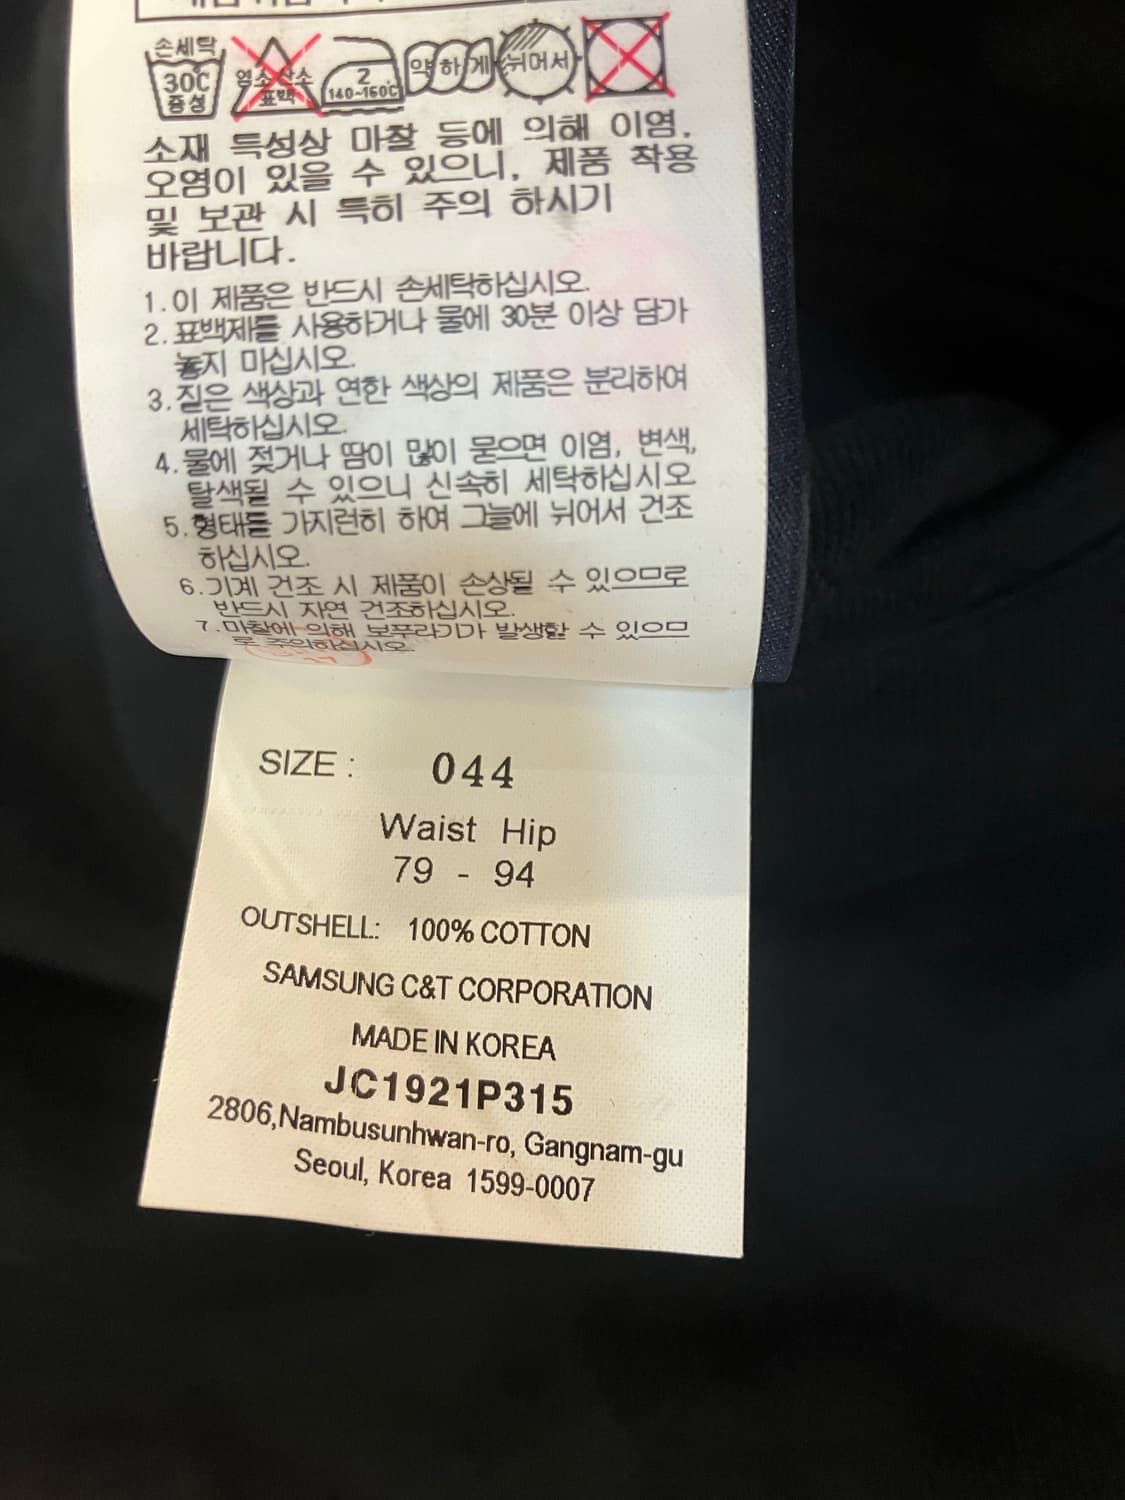 손세탁
30℃
중성
염소산소
표백
2
140~160℃
약하게
뉘어서
소재 특성상 마찰 등에 의해 이염,
오염이 있을 수 있으니, 제품 착용
및 보관 시 특히 주의 하시기
바랍니다.
1.이 제품은 반드시 손세탁하십시오.
2.표백제를 사용하거나 물에 30분 이상 담가
놓지 마십시오.
3.짙은 색상과 연한 색상의 제품은 분리하여
세탁하십시오.
4.물에 젖거나 땀이 많이 묻으면 이염, 변색,
탈색될 수 있으니 신속히 세탁하십시오
5.형태를 가지런히 하여 그늘에 뉘어서 건조
하십시오.
6.기계 건조 시 제품이 손상될 수 있으므로
반드시 자연 건조하십시오.
7.마찰에 의해 보푸라기가 발생할 수 있으므
로 주의하십시오.
SIZE : 044
Waist Hip
79 - 94
OUTSHELL: 100% COTTON
SAMSUNG C&T CORPORATION
MADE IN KOREA
JC1921P315
2806,Nambusunhwan-ro, Gangnam-gu
Seoul, Korea 1599-0007